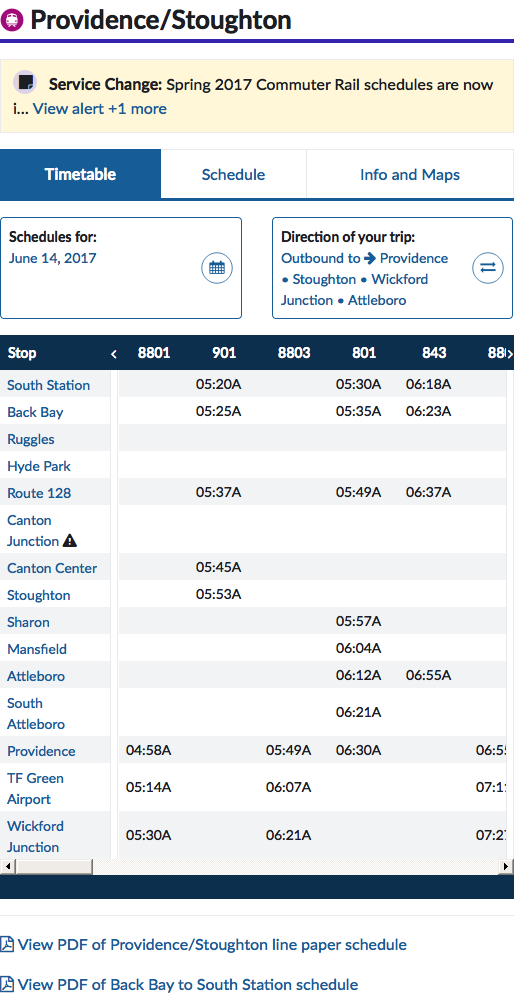 Providence/Stoughton
Service Change: Spring 2017 Commuter Rail schedules are now
i... View alert +1 more
Timetable Schedule Info and Maps
Schedules for:
June 14, 2017
Direction of your trip:
Outbound to Providence
• Stoughton • Wickford
Junction • Attleboro
Stop 8801 901 8803 801 843 88
South Station 05:20A 05:30A 06:18A
Back Bay 05:25A 05:35A 06:23A
Ruggles
Hyde Park
Route 128 05:37A 05:49A 06:37A
Canton
Junction
Canton Center 05:45A
Stoughton 05:53A
Sharon 05:57A
Mansfield 06:04A
Attleboro 06:12A 06:55A
South
Attleboro 06:21A
Providence 04:58A 05:49A 06:30A 06:5
TF Green
Airport 05:14A 06:07A 07:1
Wickford
Junction 05:30A 06:21A 07:2
View PDF of Providence/Stoughton line paper schedule
View PDF of Back Bay to South Station schedule